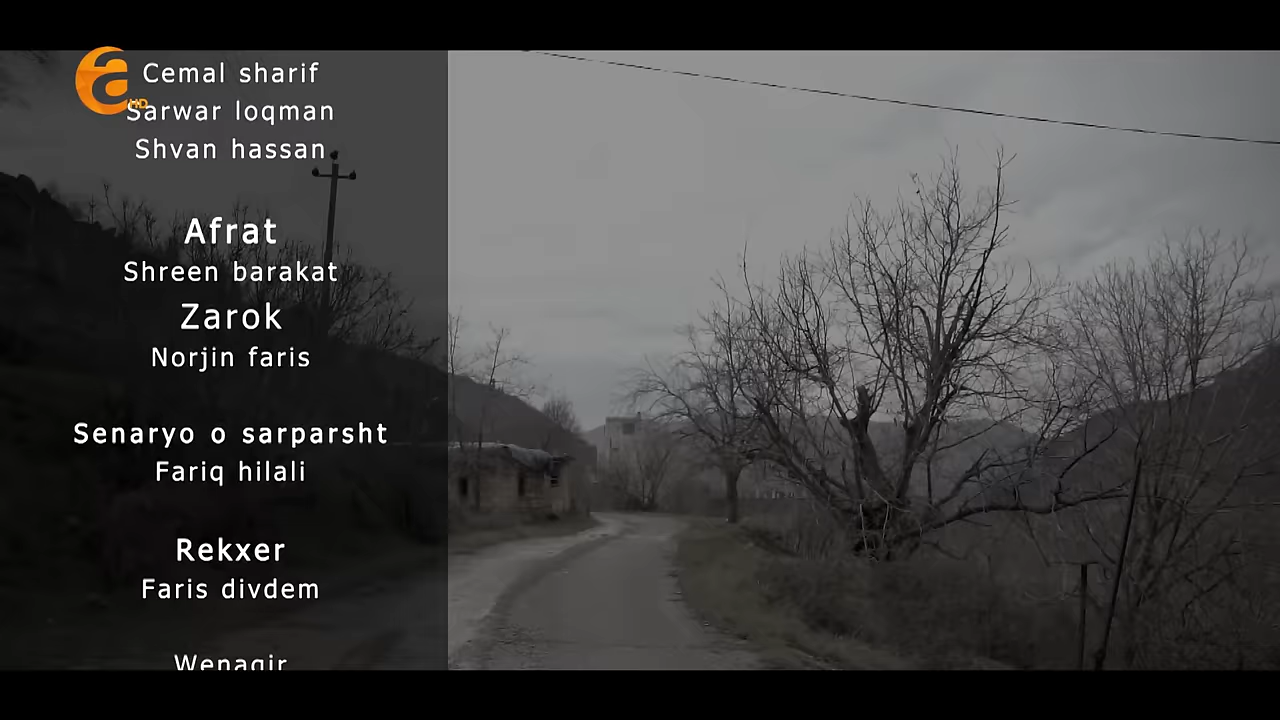 a
HD
Cemal sharif
Sarwar loqman
Shvan hassan
Afrat
Shreen barakat
Zarok
Norjin faris
Senaryo o sarparsht
Fariq hilali
Rekxer
Faris divdem
Wenagir